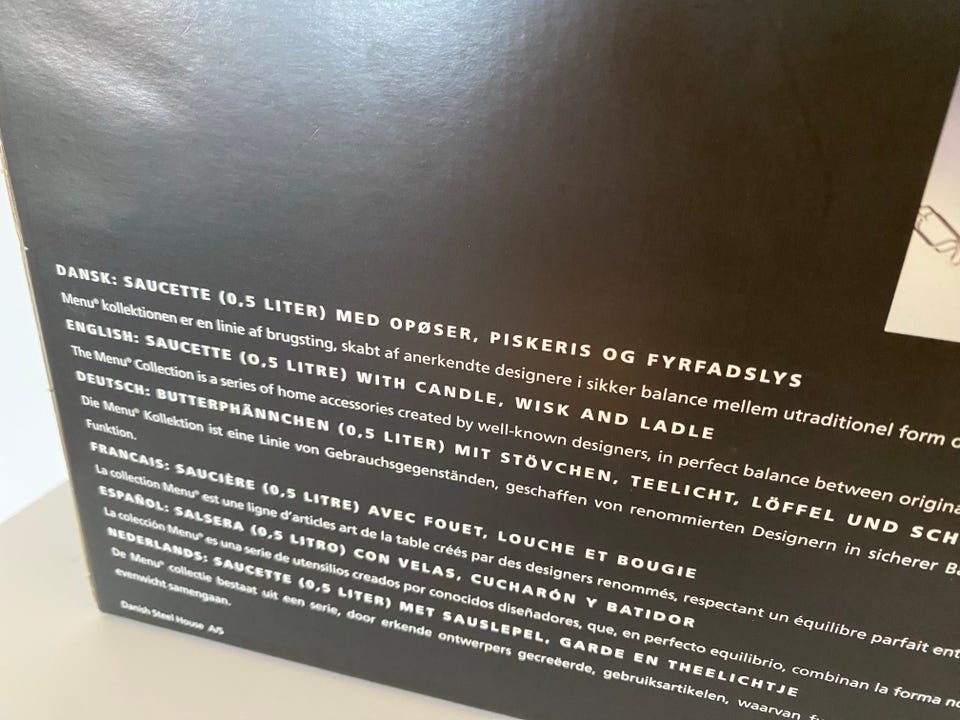 DANSK: SAUCETTE (0,5 LITER) MED OPØSER, PISKERIS OG FYRFADSLYS
Menu® kollektionen er en linie af brugsting, skabt af anerkendte designere i sikker balance mellem utraditionel form
ENGLISH: SAUCETTE (0,5 LITRE) WITH CANDLE, WISK AND LADLE
The Menu® Collection is a series of home accessories created by well-known designers, in perfect balance between
DEUTSCH: BUTTERPHÄNNCHEN (0,5 LITER) MIT STÖVCHEN, TEELICHT, LÖFFEL UND
Die Menu® Kollektion ist eine Linie von Gebrauchsgegenständen, geschaffen von renommierten Designern in sicherer
Funktion.
FRANCAIS: SAUCIÈRE (0,5 LITRE) AVEC FOUET, LOUCHE ET BOUGIE
La collection Menu® est une ligne d'articles art de la table créés par des designers renommés, respectant un équilibre parfait
ESPAÑOL: SALSERA (0,5 LITRO) CON VELAS, CUCHARÓN Y BATIDOR
La colección Menu® es una serie de utensilios creados por conocidos diseñadores, que, en perfecto equilibrio, combinan la forma
NEDERLANDS: SAUCETTE (0,5 LITER) MET SAUSLEPEL, GARDE EN THEELICHTJE
De Menu® collectie bestaat uit een serie, door erkende ontwerpers gecreëerde, gebruiksartikelen, waarvan
evenwicht samengaan.
Danish Steel House A/S